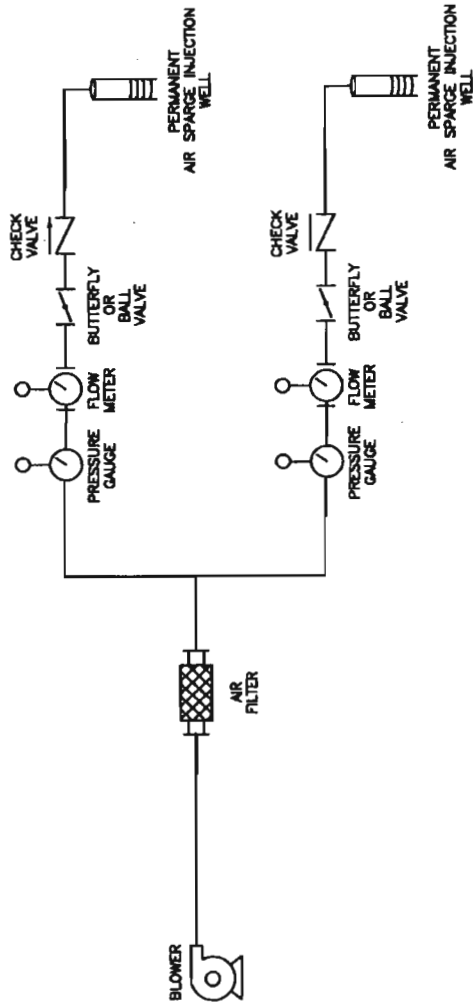 BLOWER
AIR
FILTER
PRESSURE
GAUGE
FLOW
METER
BUTTERFLY
OR
BALL
VALVE
CHECK
VALVE
PERMANENT
AIR SPARGE INJECTION
WELL
PRESSURE
GAUGE
FLOW
METER
BUTTERFLY
OR
BALL
VALVE
CHECK
VALVE
PERMANENT
AIR SPARGE INJECTION
WELL